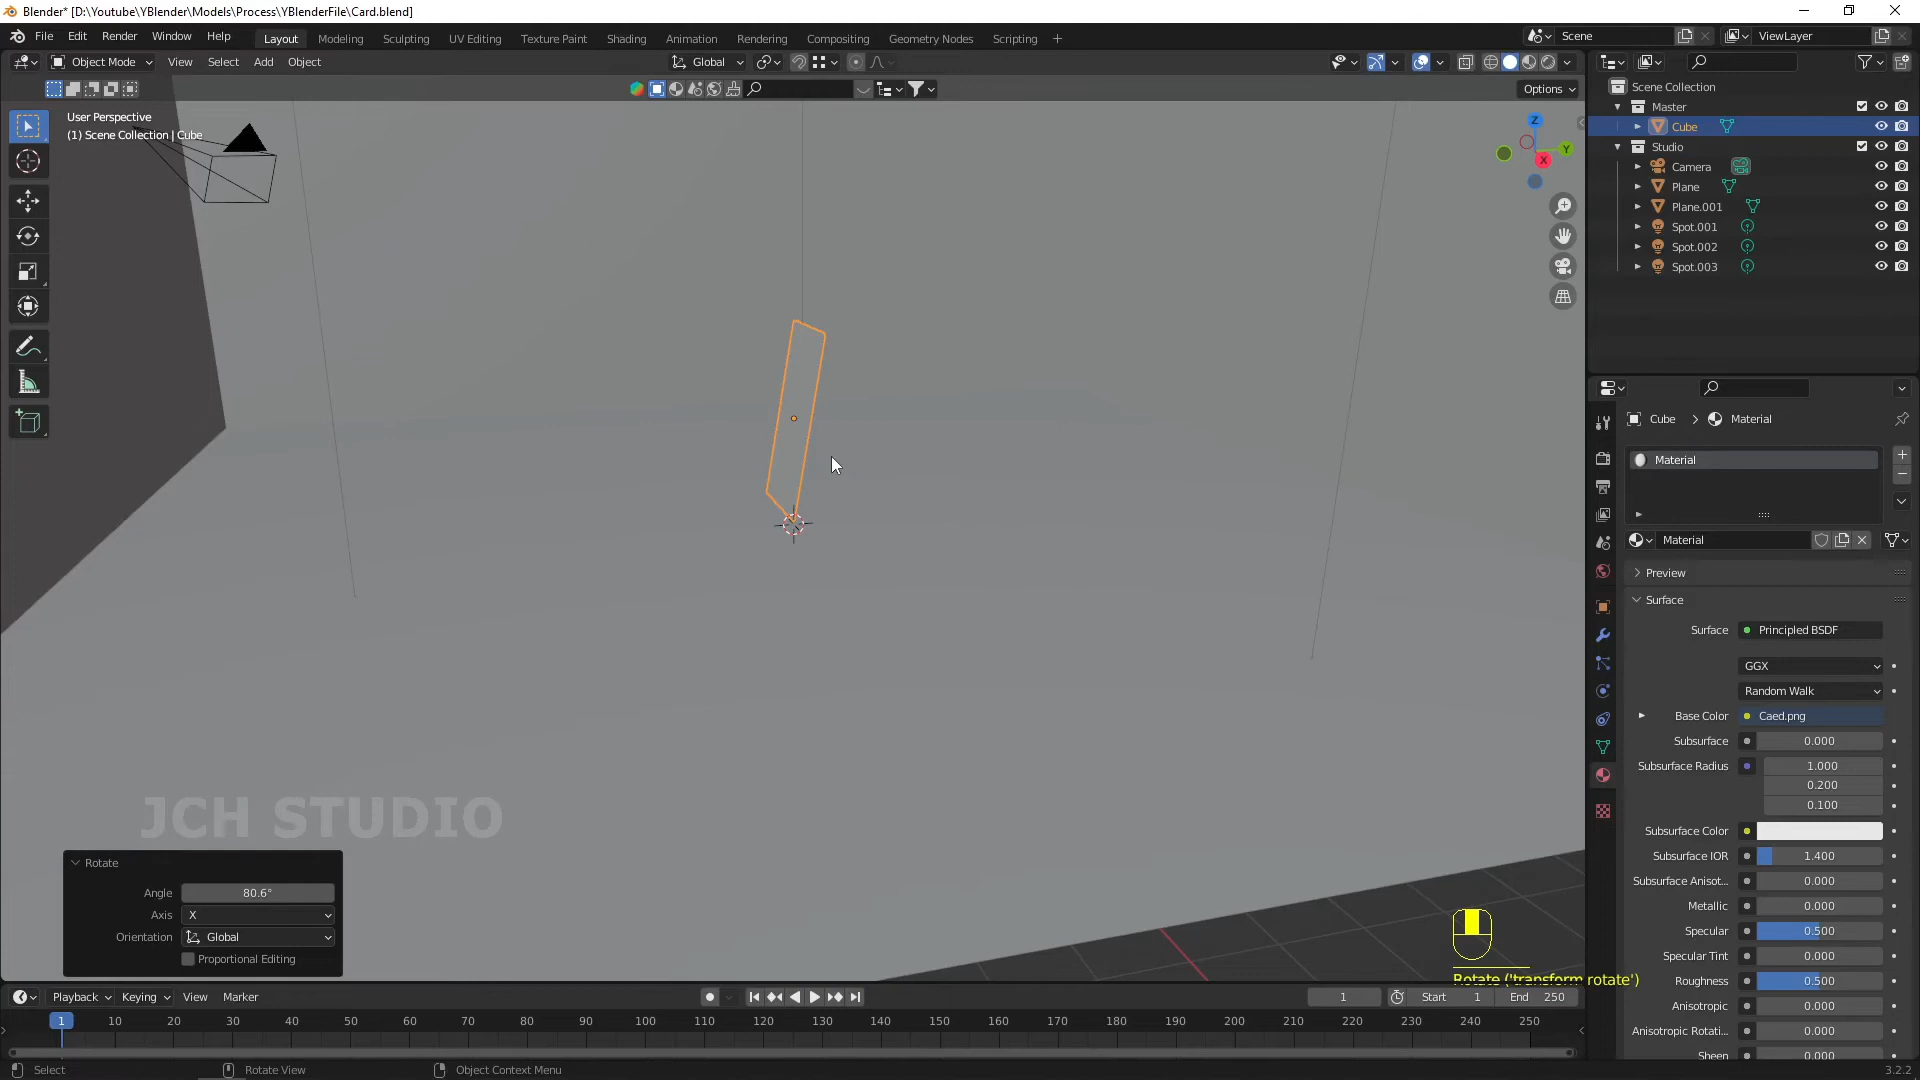 Blender* [D:\Youtube\YBlender\Models\Process\YBlenderFile\Card.blend]
File Edit Render Window Help Layout Modeling Sculpting UV Editing Texture Paint Shading Animation Rendering Compositing Geometry Nodes Scripting + Scene ViewLayer
Object Mode View Select Add Object Global
Options
User Perspective
(1) Scene Collection | Cube
Z
Y
X
Scene Collection
Master
Cube
Studio
Camera
Plane
Plane.001
Spot.001
Spot.002
Spot.003
Cube > Material
Material
Material
Preview
Surface
Surface Principled BSDF
GGX
Random Walk
Base Color Caed.png
Subsurface 0.000
Subsurface Radius 1.000
0.200
0.100
Subsurface Color
Subsurface IOR 1.400
Subsurface Anisot... 0.000
Metallic 0.000
Specular 0.500
Specular Tint 0.000
Roughness 0.500
Anisotropic 0.000
Anisotropic Rotati... 0.000
Sheen 0.000
JCH STUDIO
Rotate
Angle 80.6°
Axis X
Orientation Global
Proportional Editing
Rotate ('transform rotate')
Playback Keying View Marker 1 Start 1 End 250
1 10 20 30 40 50 60 70 80 90 100 110 120 130 140 150 160 170 180 190 200 210 220 230 240 250
Select Rotate View Object Context Menu 3.2.2